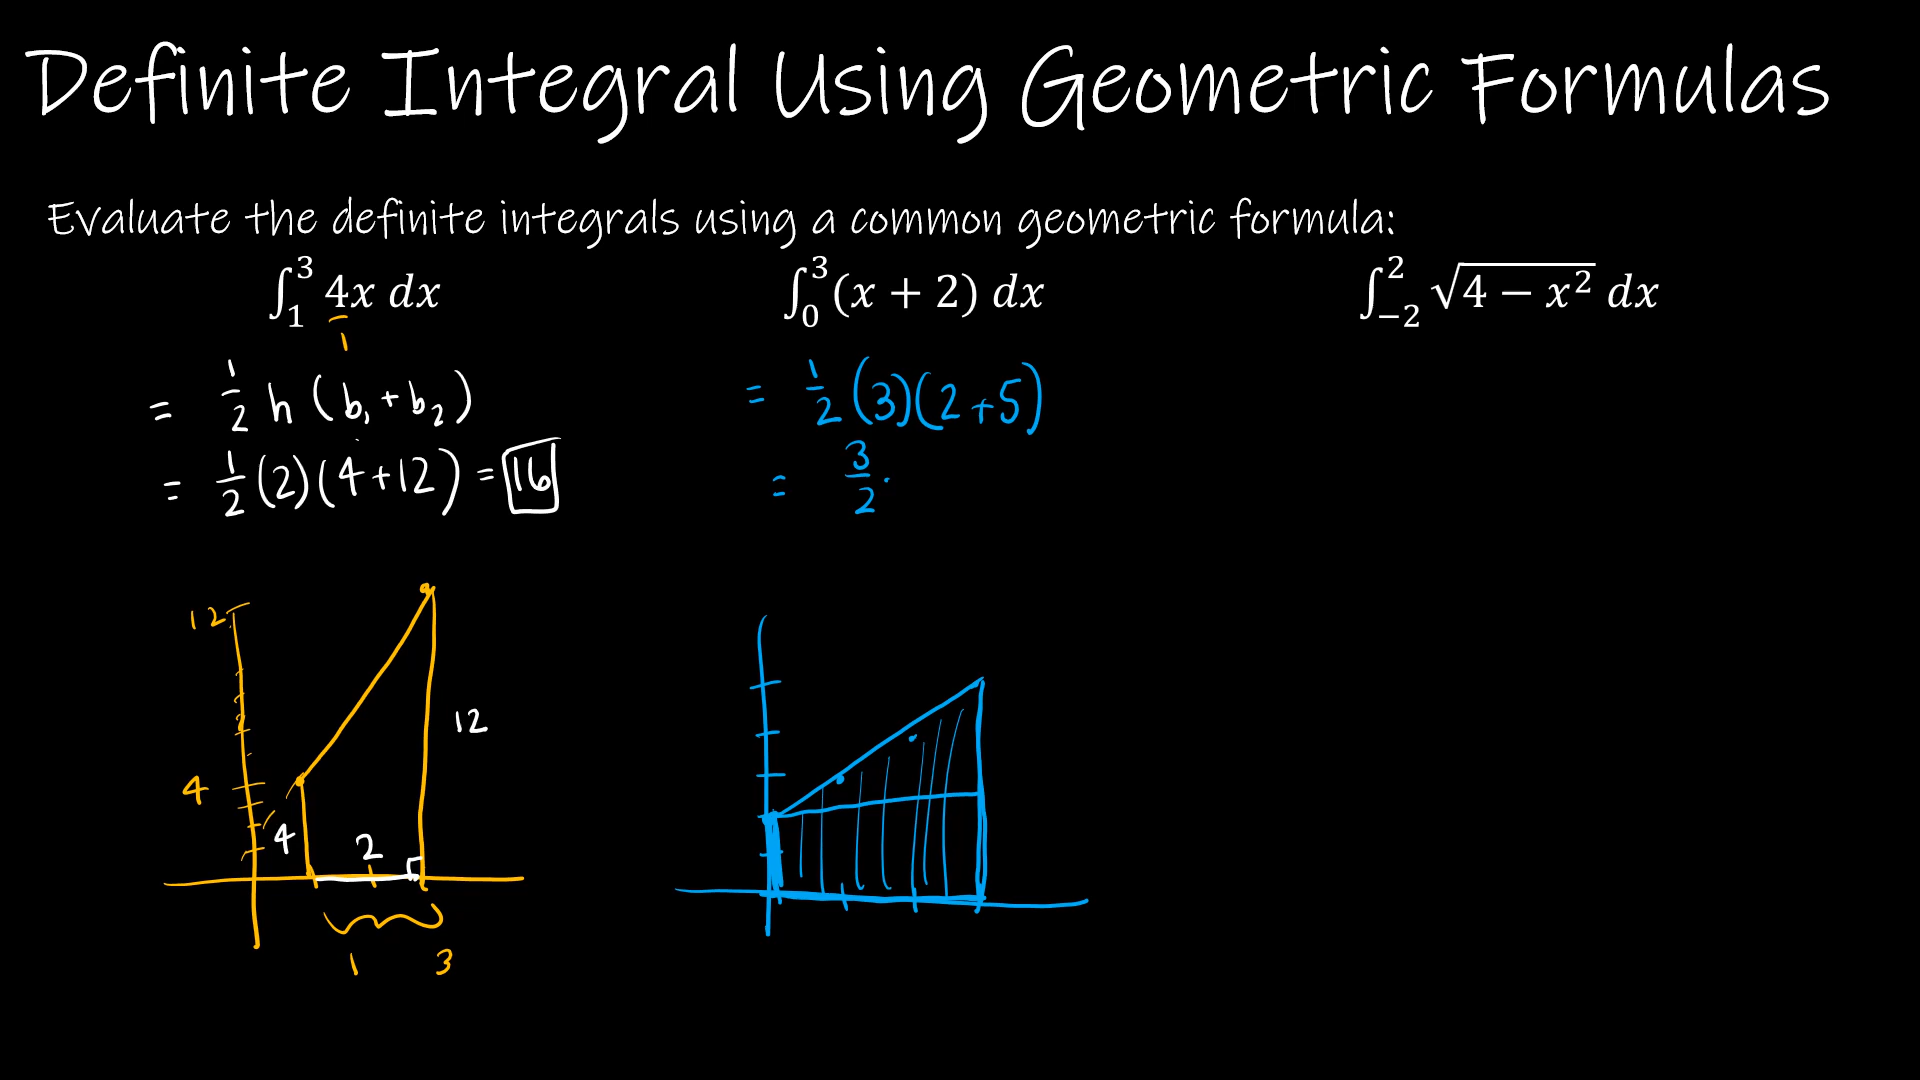 Definite Integral Using Geometric Formulas
Evaluate the definite integrals using a common geometric formula:
∫₁³ 4x dx
1
= 1/2 h (b₁ + b₂)
= 1/2 (2)(4+12) = 16
12
4
4
2
12
1 3
∫₀³ (x + 2) dx
= 1/2 (3)(2+5)
= 3/2 ·
∫₋₂² √(4 − x²) dx